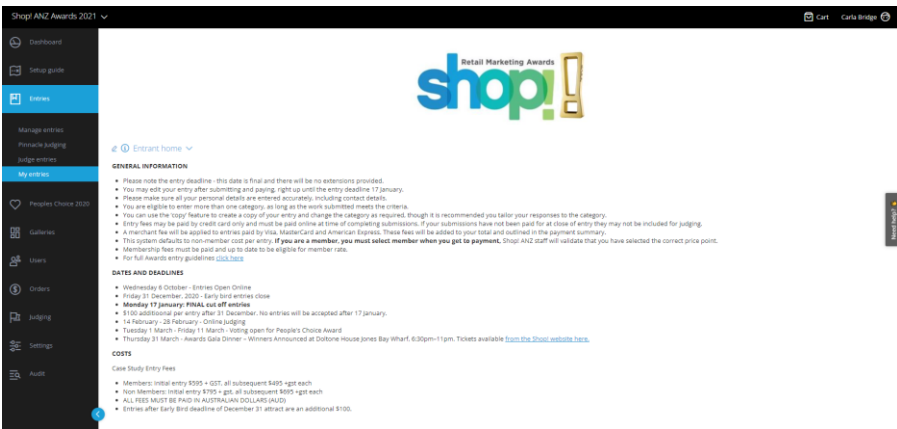 Shop! ANZ Awards 2021
Cart
Carla Bridge
Dashboard
Setup guide
Entries
Manage entries
Pinnacle Judging
Judge entries
My entries
Peoples Choice 2020
Galleries
Users
Orders
Judging
Settings
Audit
Retail Marketing Awards
shop!
Entrant home
GENERAL INFORMATION
Please note the entry deadline - this date is final and there will be no extensions provided.
You may edit your entry after submitting and paying, right up until the entry deadline 17 January.
Please make sure all your personal details are entered accurately, including contact details.
You are eligible to enter more than one category, as long as the work submitted meets the criteria.
You can use the 'copy' feature to create a copy of your entry and change the category as required, though it is recommended you tailor your responses to the category.
Entry fees may be paid by credit card only and must be paid online at time of completing submissions. If your submissions have not been paid for at close of entry they may not be included for judging.
A merchant fee will be applied to entries paid by Visa, MasterCard and American Express. These fees will be added to your total and outlined in the payment summary.
This system defaults to non-member cost per entry. If you are a member, you must select member when you get to payment, Shop! ANZ staff will validate that you have selected the correct price point.
Membership fees must be paid and up to date to be eligible for member rate.
For full Awards entry guidelines click here
DATES AND DEADLINES
Wednesday 6 October - Entries Open Online
Friday 31 December, 2020 - Early bird entries close
Monday 17 January: FINAL cut off entries
$100 additioonal per entry after 31 December. No entries will be accepted after 17 January.
14 February - 28 February - Online Judging
Tuesday 1 March - Friday 11 March - Voting open for People's Choice Award
Thursday 31 March - Awards Gala Dinner – Winners Announced at Doltone House Jones Bay Wharf. 6:30pm–11pm. Tickets available from the Shop! website here.
COSTS
Case Study Entry Fees
Members: Initial entry $595 + GST. all subsequent $495 +gst each
Non Members: Initial entry $795 + gst. all subsequent $695 +gst each
ALL FEES MUST BE PAID IN AUSTRALIAN DOLLARS (AUD)
Entries after Early Bird deadline of December 31 attract are an additional $100.
Need help?